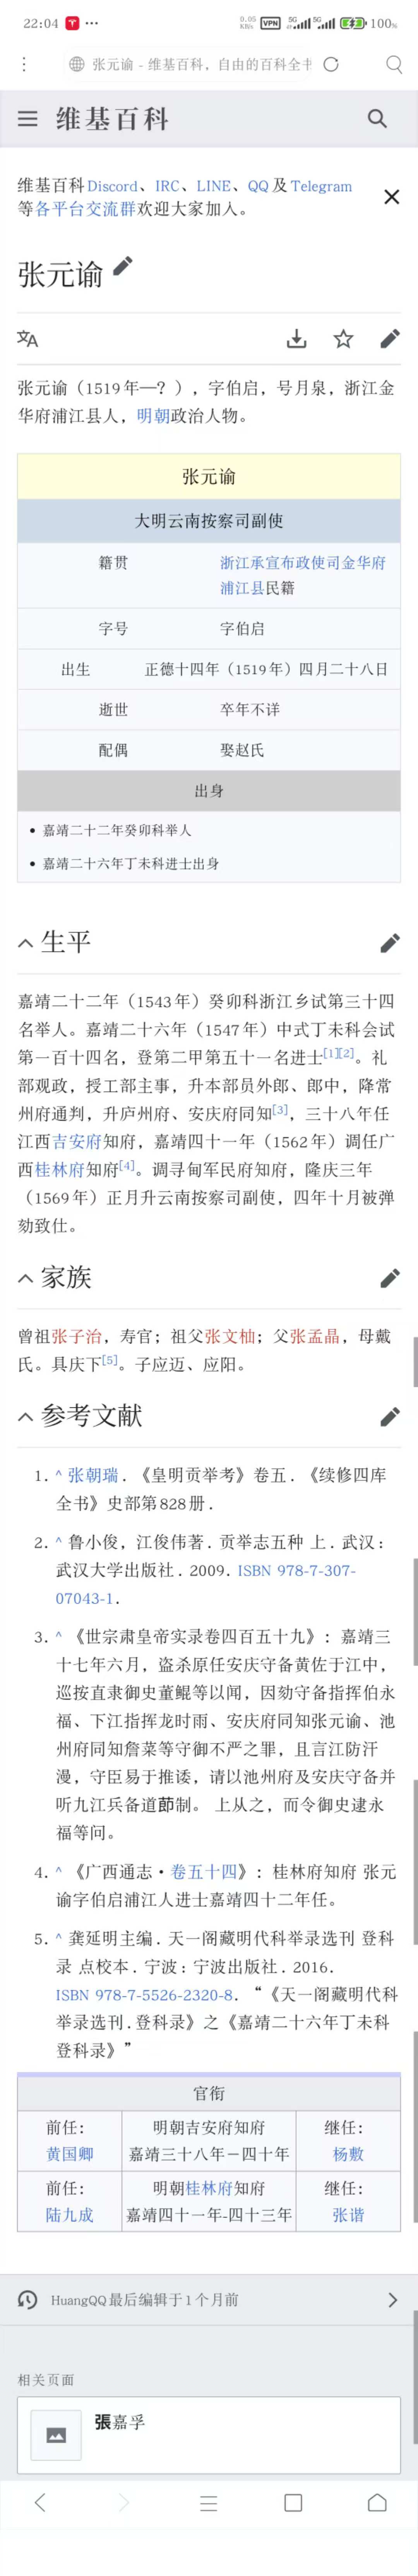 22:04
0.05 KB/s VPN 5G 5G 100%
张元谕 - 维基百科，自由的百科全书
维基百科
维基百科Discord、IRC、LINE、QQ 及 Telegram
等各平台交流群欢迎大家加入。
张元谕
张元谕（1519年—？），字伯启，号月泉，浙江金
华府浦江县人，明朝政治人物。
张元谕
大明云南按察司副使
籍贯 浙江承宣布政使司金华府
浦江县民籍
字号 字伯启
出生 正德十四年（1519年）四月二十八日
逝世 卒年不详
配偶 娶赵氏
出身
• 嘉靖二十二年癸卯科举人
• 嘉靖二十六年丁未科进士出身
生平
嘉靖二十二年（1543年）癸卯科浙江乡试第三十四
名举人。嘉靖二十六年（1547年）中式丁未科会试
第一百十四名，登第二甲第五十一名进士[1][2]。礼
部观政，授工部主事，升本部员外郎、郎中，降常
州府通判，升庐州府、安庆府同知[3]，三十八年任
江西吉安府知府，嘉靖四十一年（1562年）调任广
西桂林府知府[4]。调寻甸军民府知府，隆庆三年
（1569年）正月升云南按察司副使，四年十月被弹
劾致仕。
家族
曾祖张子治，寿官；祖父张文柚；父张孟晶，母戴
氏。具庆下[5]。子应迈、应阳。
参考文献
1. ^ 张朝瑞．《皇明贡举考》卷五．《续修四库
全书》史部第828册．
2. ^ 鲁小俊，江俊伟著．贡举志五种 上．武汉：
武汉大学出版社．2009. ISBN 978-7-307-
07043-1.
3. ^ 《世宗肃皇帝实录卷四百五十九》：嘉靖三
十七年六月，盗杀原任安庆守备黄佐于江中，
巡按直隶御史董鲲等以闻，因劾守备指挥伯永
福、下江指挥龙时雨、安庆府同知张元谕、池
州府同知詹菜等守御不严之罪，且言江防汗
漫，守臣易于推诿，请以池州府及安庆守备并
听九江兵备道莭制。 上从之，而令御史逮永
福等问。
4. ^ 《广西通志·卷五十四》：桂林府知府 张元
谕字伯启浦江人进士嘉靖四十二年任。
5. ^ 龚延明主编．天一阁藏明代科举录选刊 登科
录 点校本．宁波：宁波出版社．2016.
ISBN 978-7-5526-2320-8. “《天一阁藏明代科
举录选刊．登科录》之《嘉靖二十六年丁未科
登科录》”
官衔
前任： 明朝吉安府知府 继任：
黄国卿 嘉靖三十八年－四十年 杨敷
前任： 明朝桂林府知府 继任：
陆九成 嘉靖四十一年-四十三年 张谐
HuangQQ最后编辑于1个月前
相关页面
張嘉孚